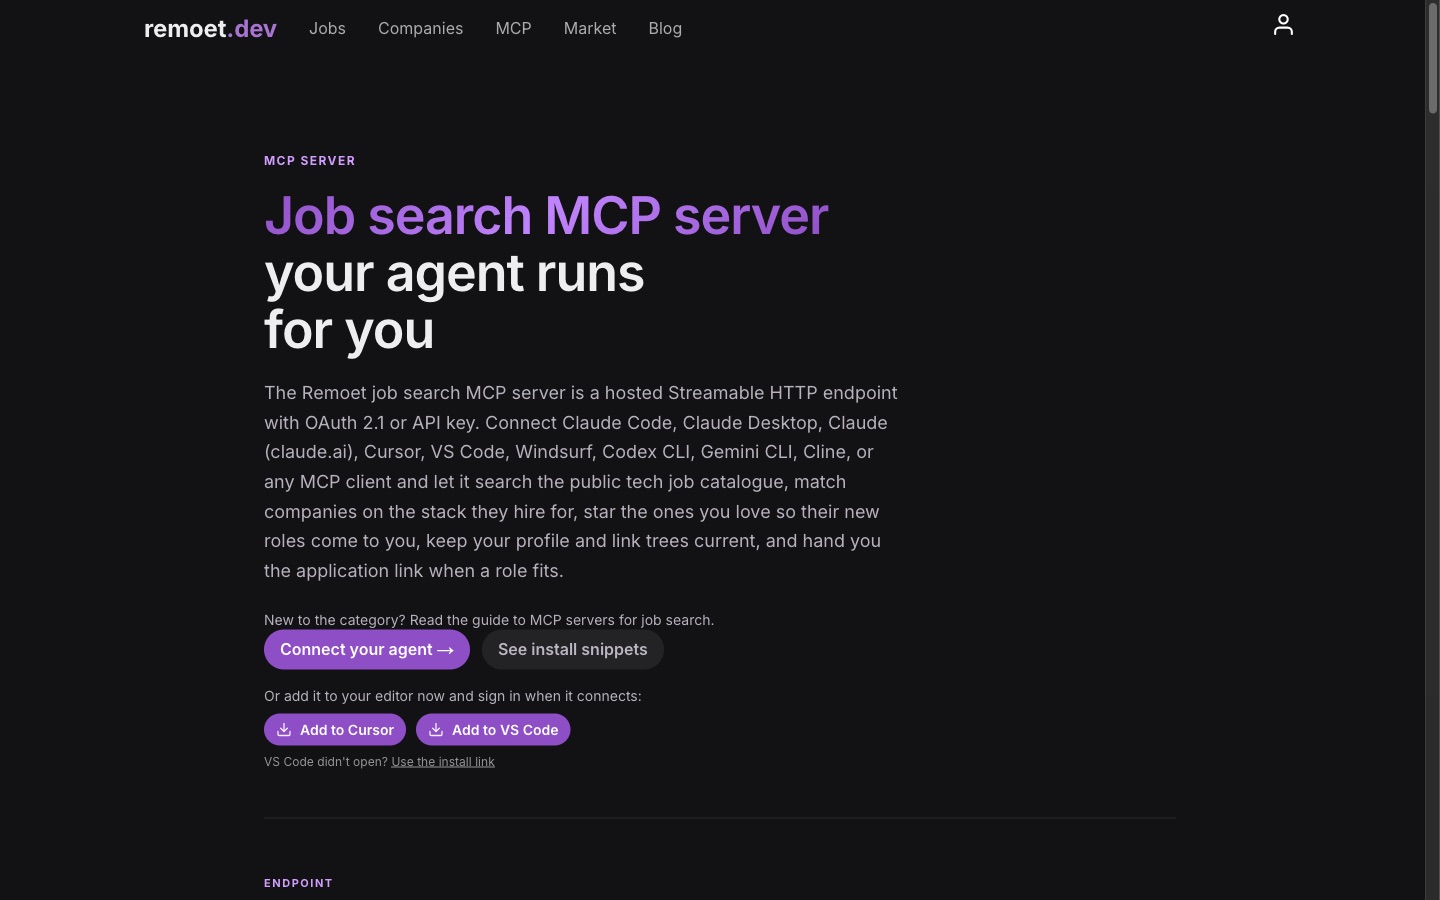 remoet.dev Jobs Companies MCP Market Blog
MCP SERVER
Job search MCP server
your agent runs
for you
The Remoet job search MCP server is a hosted Streamable HTTP endpoint
with OAuth 2.1 or API key. Connect Claude Code, Claude Desktop, Claude
(claude.ai), Cursor, VS Code, Windsurf, Codex CLI, Gemini CLI, Cline, or
any MCP client and let it search the public tech job catalogue, match
companies on the stack they hire for, star the ones you love so their new
roles come to you, keep your profile and link trees current, and hand you
the application link when a role fits.
New to the category? Read the guide to MCP servers for job search.
Connect your agent → See install snippets
Or add it to your editor now and sign in when it connects:
Add to Cursor Add to VS Code
VS Code didn't open? Use the install link
ENDPOINT